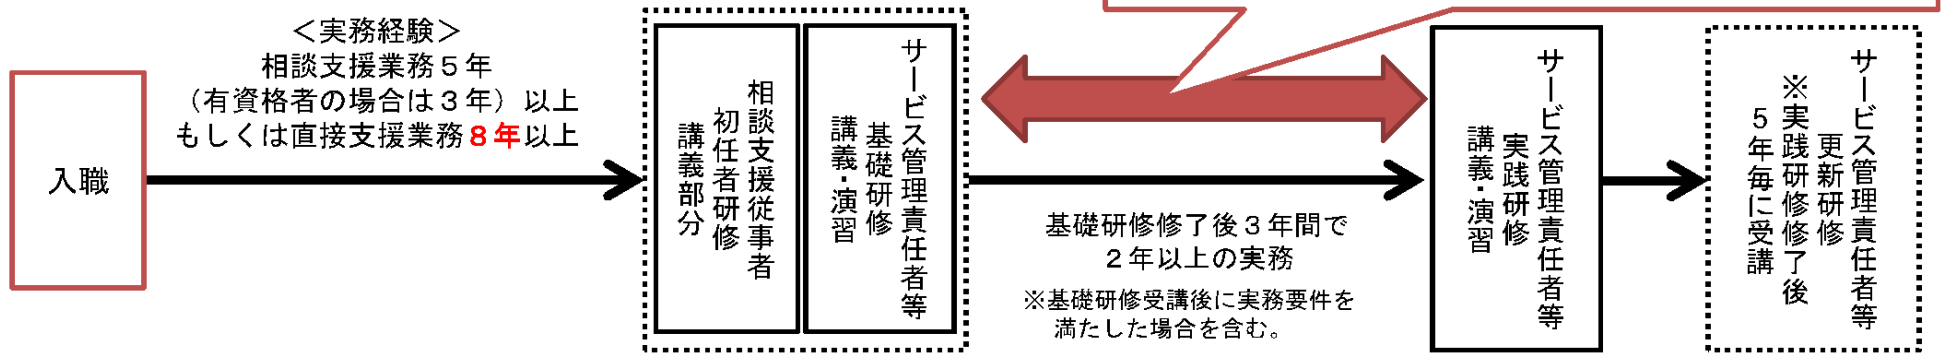 入職
＜実務経験＞
相談支援業務５年
（有資格者の場合は３年）以上
もしくは直接支援業務８年以上
相談支援従事者
初任者研修
講義部分
サービス管理責任者等
基礎研修
講義・演習
基礎研修修了後３年間で
２年以上の実務
※基礎研修受講後に実務要件を
満たした場合を含む。
サービス管理責任者等
実践研修
講義・演習
サービス管理責任者等
更新研修
※実践研修修了後
５年毎に受講